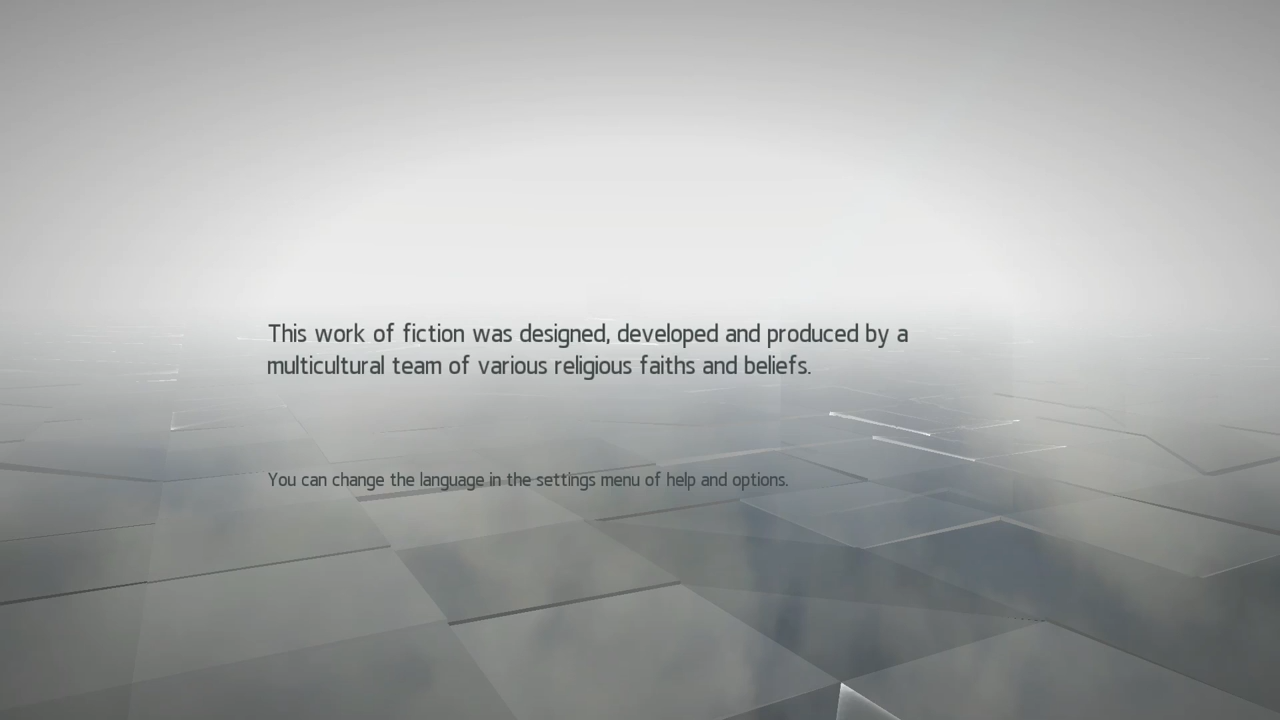 This work of fiction was designed, developed and produced by a
multicultural team of various religious faiths and beliefs.
You can change the language in the settings menu of help and options.